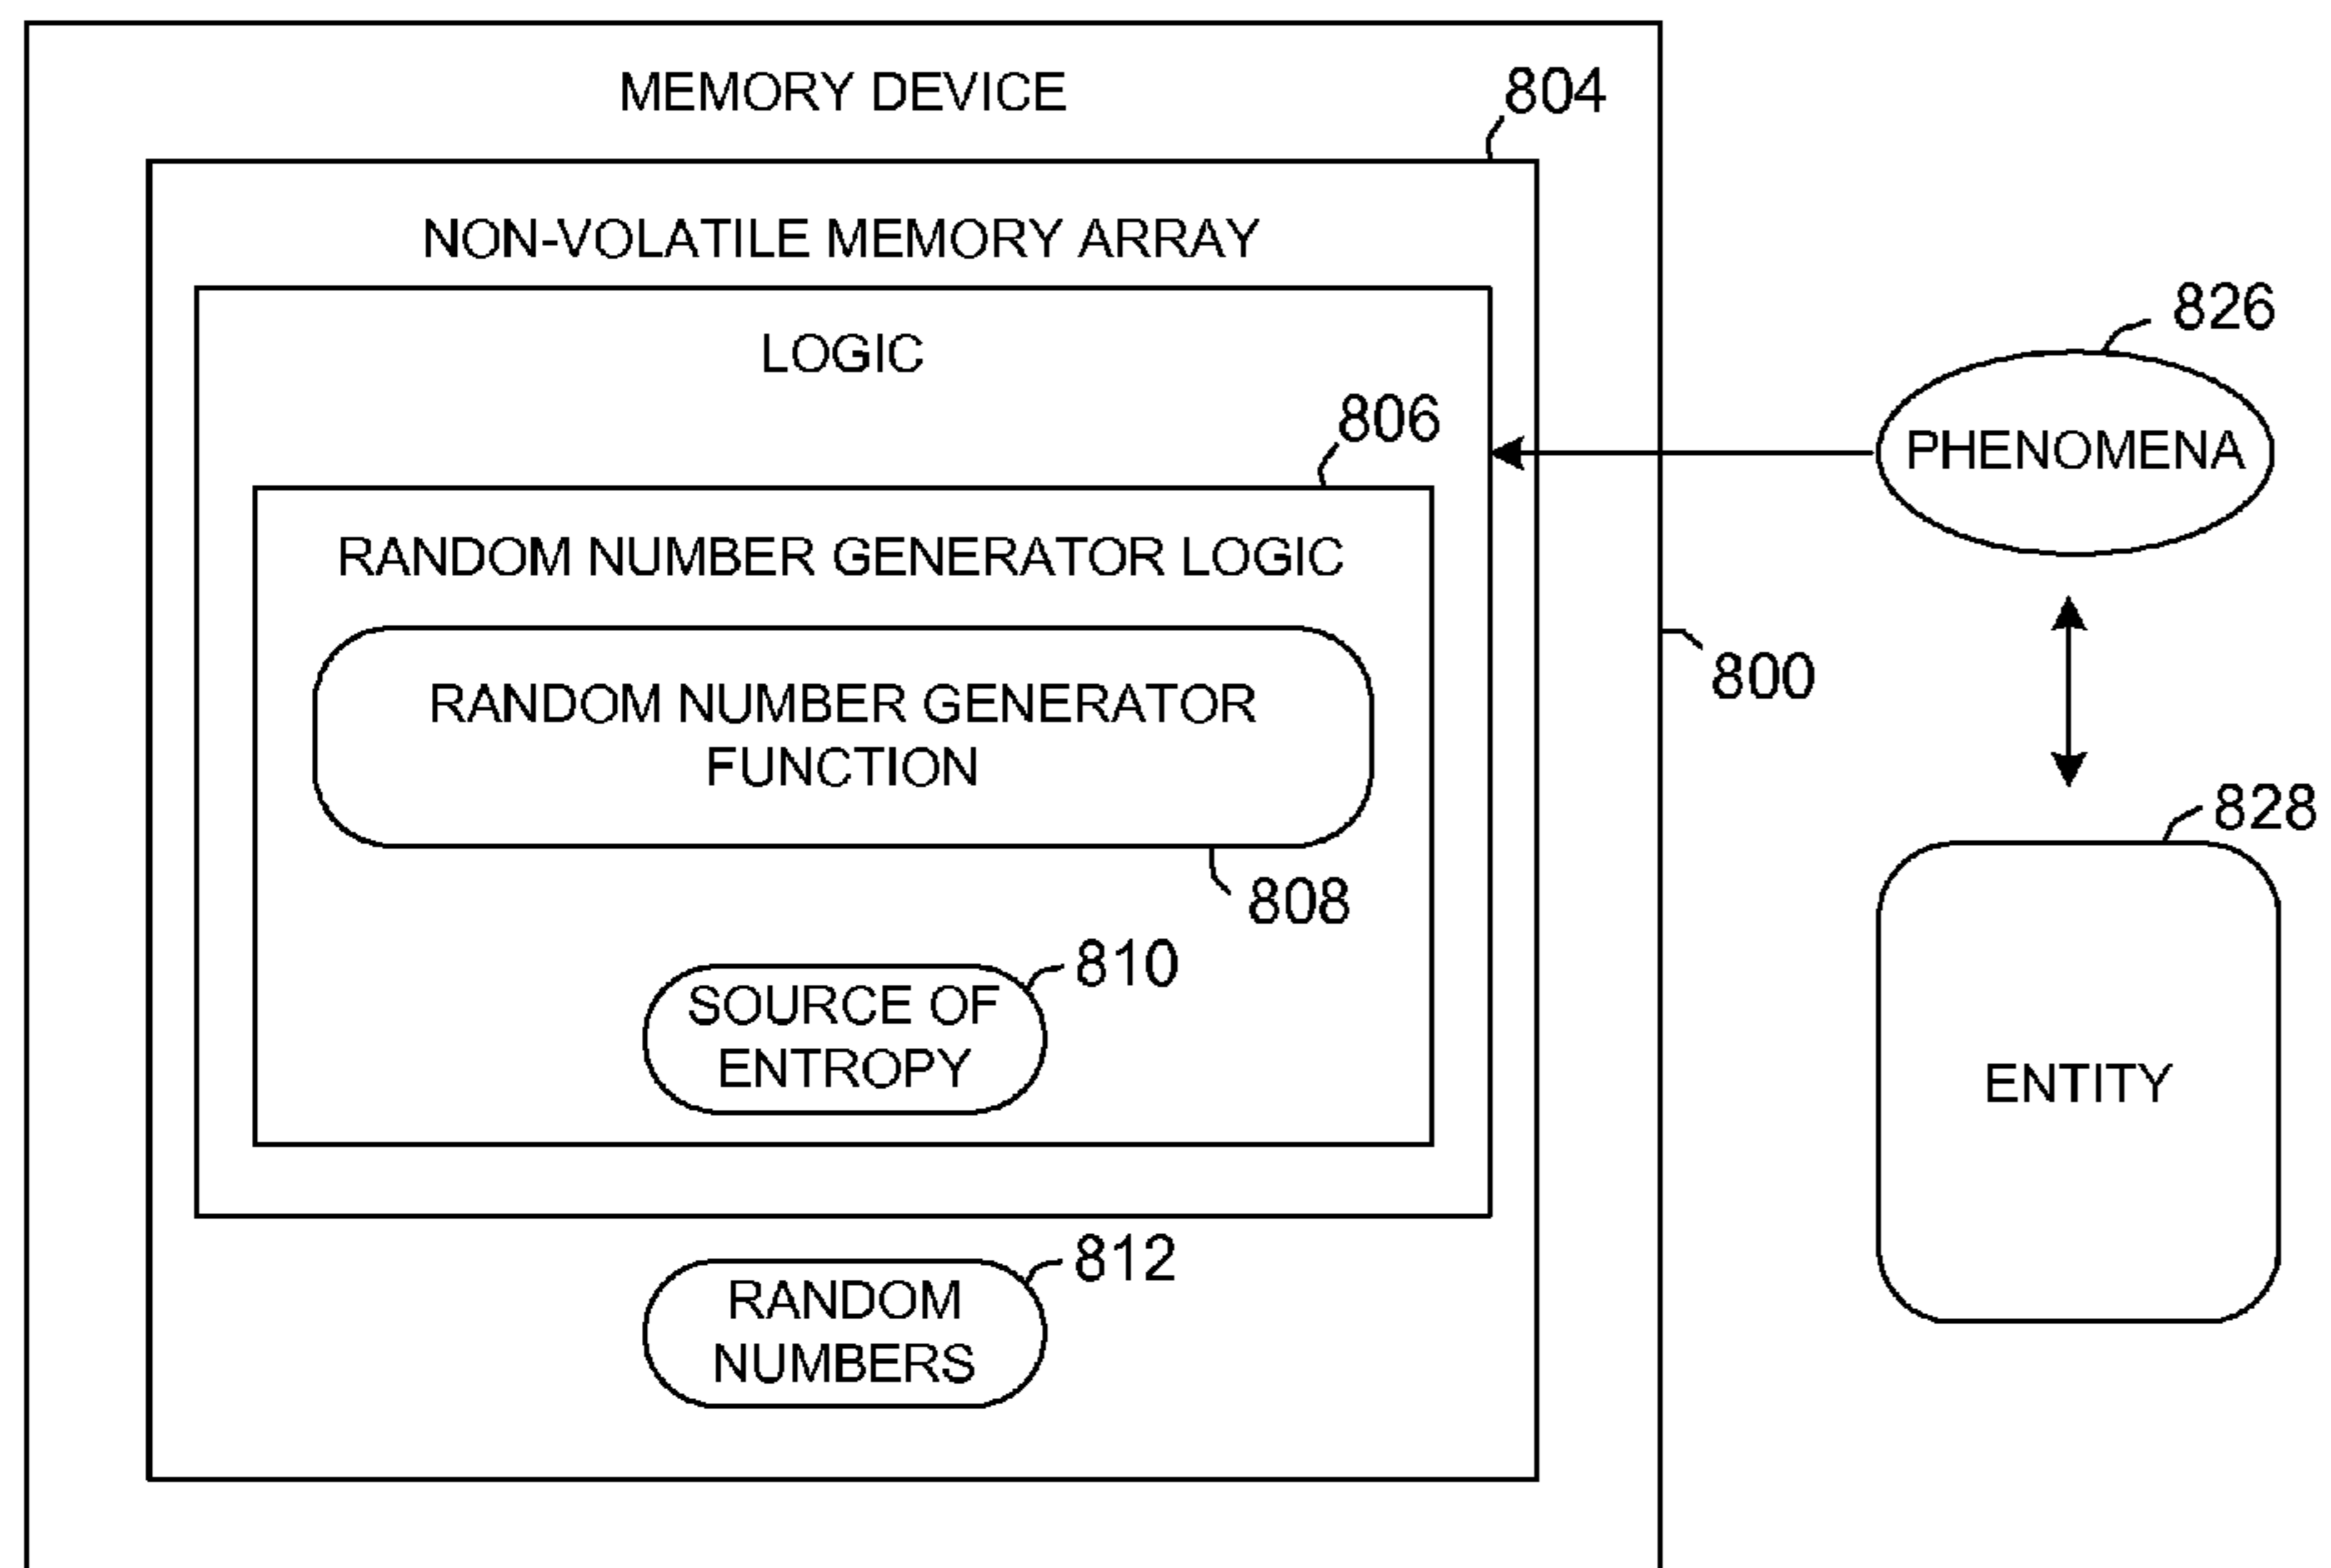 MEMORY DEVICE
804
NON-VOLATILE MEMORY ARRAY
LOGIC
826
806
PHENOMENA
RANDOM NUMBER GENERATOR LOGIC
800
RANDOM NUMBER GENERATOR
FUNCTION
828
808
810
SOURCE OF
ENTROPY
ENTITY
812
RANDOM
NUMBERS